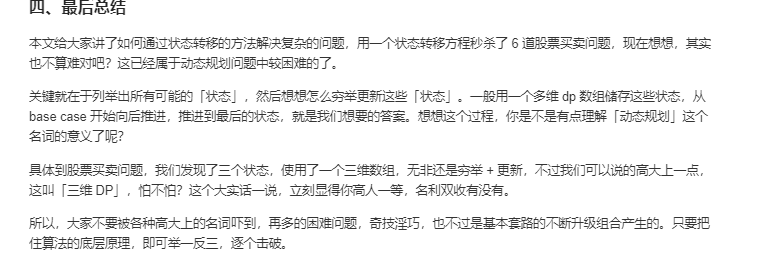 四、最后总结
本文给大家讲了如何通过状态转移的方法解决复杂的问题，用一个状态转移方程秒杀了 6 道股票买卖问题，现在想想，其实
也不算难对吧？这已经属于动态规划问题中较困难的了。
关键就在于列举出所有可能的「状态」，然后想想怎么穷举更新这些「状态」。一般用一个多维 dp 数组储存这些状态，从
base case 开始向后推进，推进到最后的状态，就是我们想要的答案。想想这个过程，你是不是有点理解「动态规划」这个
名词的意义了呢？
具体到股票买卖问题，我们发现了三个状态，使用了一个三维数组，无非还是穷举 + 更新，不过我们可以说的高大上一点，
这叫「三维 DP」，怕不怕？这个大实话一说，立刻显得你高人一等，名利双收有没有。
所以，大家不要被各种高大上的名词吓到，再多的困难问题，奇技淫巧，也不过是基本套路的不断升级组合产生的。只要把
住算法的底层原理，即可举一反三，逐个击破。